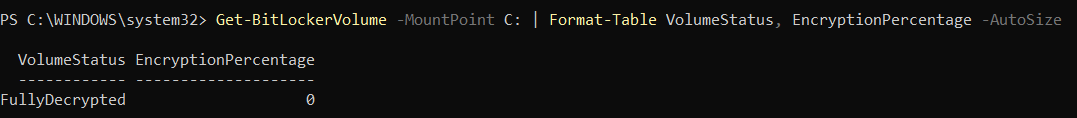 PS C:\WINDOWS\system32> Get-BitLockerVolume -MountPoint C: | Format-Table VolumeStatus, EncryptionPercentage -AutoSize
VolumeStatus EncryptionPercentage
------------ --------------------
FullyDecrypted 0